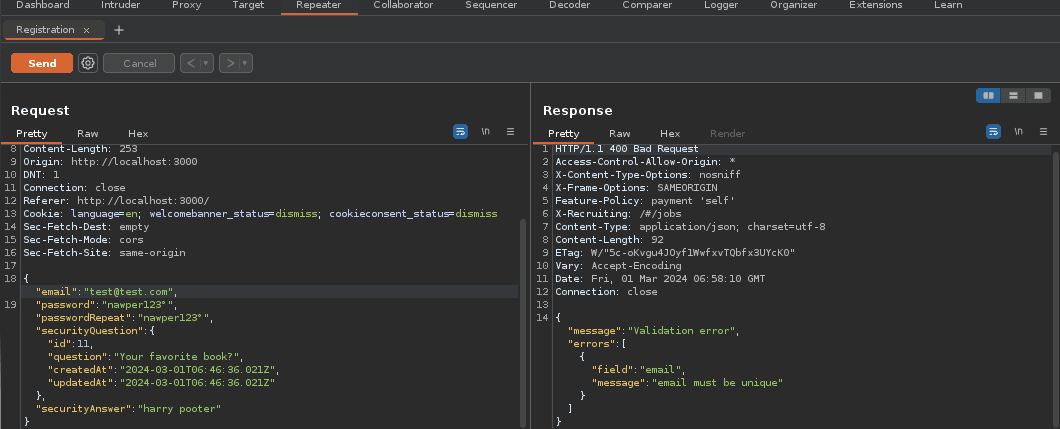 Dashboard Intruder Proxy Target Repeater Collaborator Sequencer Decoder Comparer Logger Organizer Extensions Learn
Registration × +
Send Cancel < >
Request
Pretty Raw Hex \n
8 Content-Length: 253
9 Origin: http://localhost:3000
10 DNT: 1
11 Connection: close
12 Referer: http://localhost:3000/
13 Cookie: language=en; welcomebanner_status=dismiss; cookieconsent_status=dismiss
14 Sec-Fetch-Dest: empty
15 Sec-Fetch-Mode: cors
16 Sec-Fetch-Site: same-origin
17
18 {
"email":"test@test.com",
19 "password":"nawper123°",
"passwordRepeat":"nawper123°",
"securityQuestion":{
"id":11,
"question":"Your favorite book?",
"createdAt":"2024-03-01T06:46:36.021Z",
"updatedAt":"2024-03-01T06:46:36.021Z"
},
"securityAnswer":"harry pooter"
}
Response
Pretty Raw Hex Render \n
1 HTTP/1.1 400 Bad Request
2 Access-Control-Allow-Origin: *
3 X-Content-Type-Options: nosniff
4 X-Frame-Options: SAMEORIGIN
5 Feature-Policy: payment 'self'
6 X-Recruiting: /#/jobs
7 Content-Type: application/json; charset=utf-8
8 Content-Length: 92
9 ETag: W/"5c-oKvgu4JOyf1WwfxvTQbfx3UYcK0"
10 Vary: Accept-Encoding
11 Date: Fri, 01 Mar 2024 06:58:10 GMT
12 Connection: close
13
14 {
"message":"Validation error",
"errors":[
{
"field":"email",
"message":"email must be unique"
}
]
}